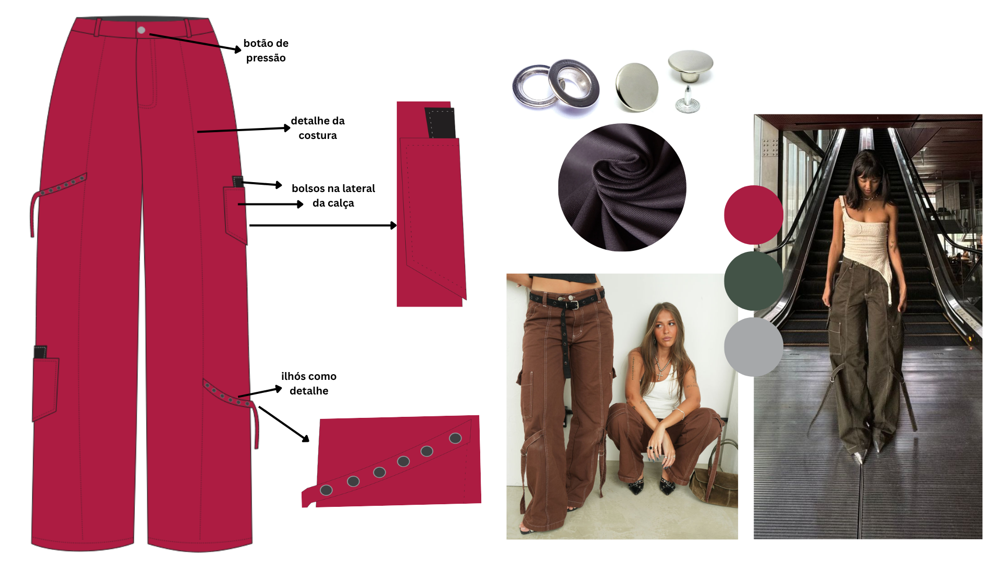 botão de
pressão
detalhe da
costura
bolsos na lateral
da calça
ilhós como
detalhe